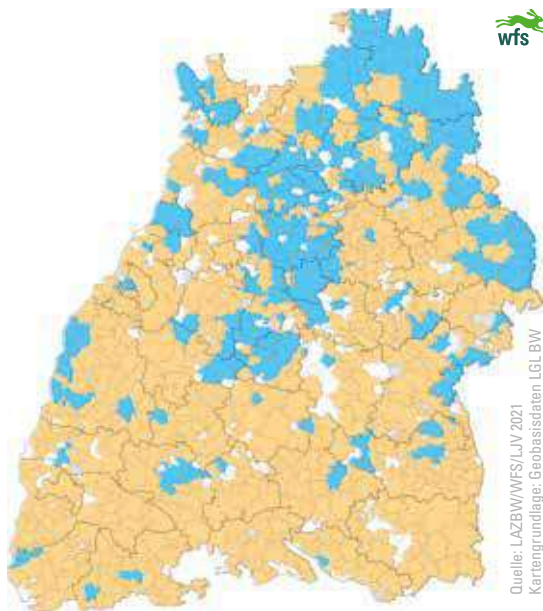 wfs
Quelle: LAZBW/WFS/LJV 2021
Kartengrundlage: Geobasisdaten LGL BW